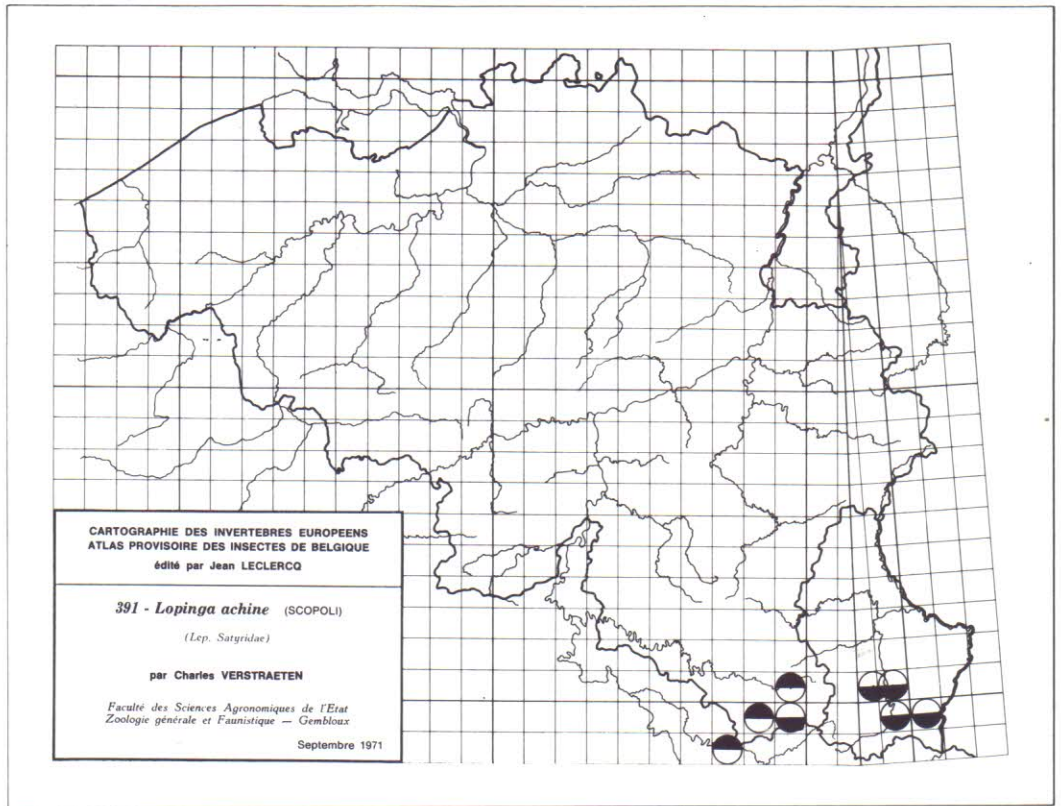 CARTOGRAPHIE DES INVERTEBRES EUROPEENS
ATLAS PROVISOIRE DES INSECTES DE BELGIQUE
édité par Jean LECLERCQ
391 - Lopinga achine (SCOPOLI)
(Lep. Satyridae)
par Charles VERSTRAETEN
Faculté des Sciences Agronomiques de l'Etat
Zoologie générale et Faunistique — Gembloux
Septembre 1971